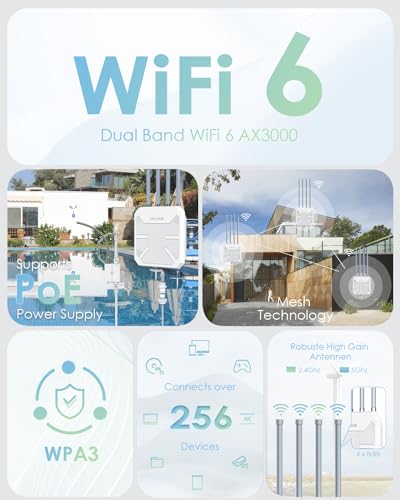 WiFi 6
Dual Band WiFi 6 AX3000
Supports
PoE
Power Supply
Mesh
Technology
WPA3
Connects over
256
Devices
Robuste High Gain
Antennen
2.4Ghz
5Ghz